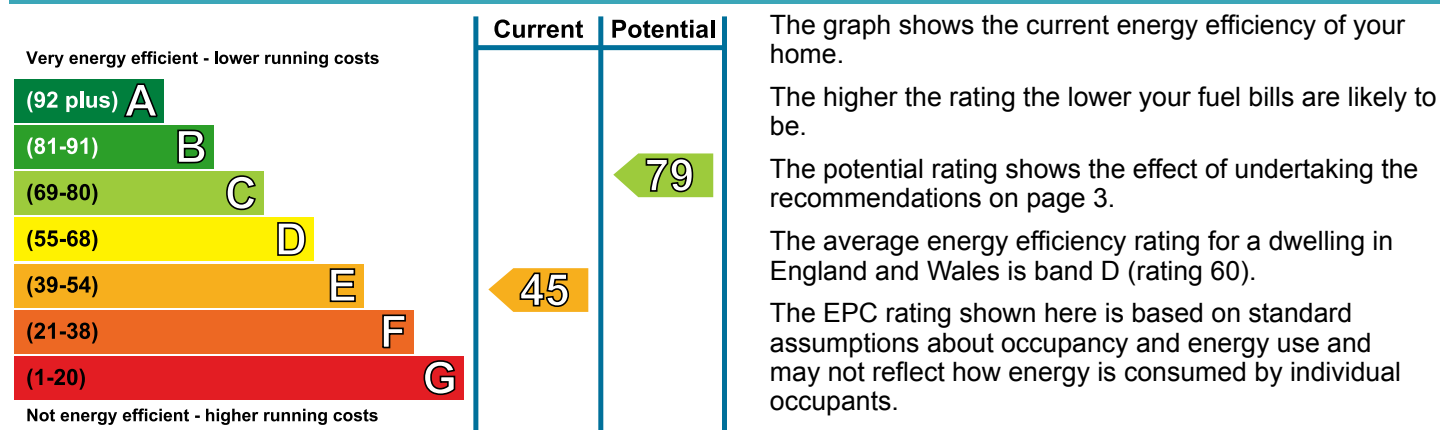 Current Potential
Very energy efficient - lower running costs
(92 plus) A
(81-91) B
(69-80) C
79
(55-68) D
(39-54) E
45
(21-38) F
(1-20) G
Not energy efficient - higher running costs
The graph shows the current energy efficiency of your
home.
The higher the rating the lower your fuel bills are likely to
be.
The potential rating shows the effect of undertaking the
recommendations on page 3.
The average energy efficiency rating for a dwelling in
England and Wales is band D (rating 60).
The EPC rating shown here is based on standard
assumptions about occupancy and energy use and
may not reflect how energy is consumed by individual
occupants.